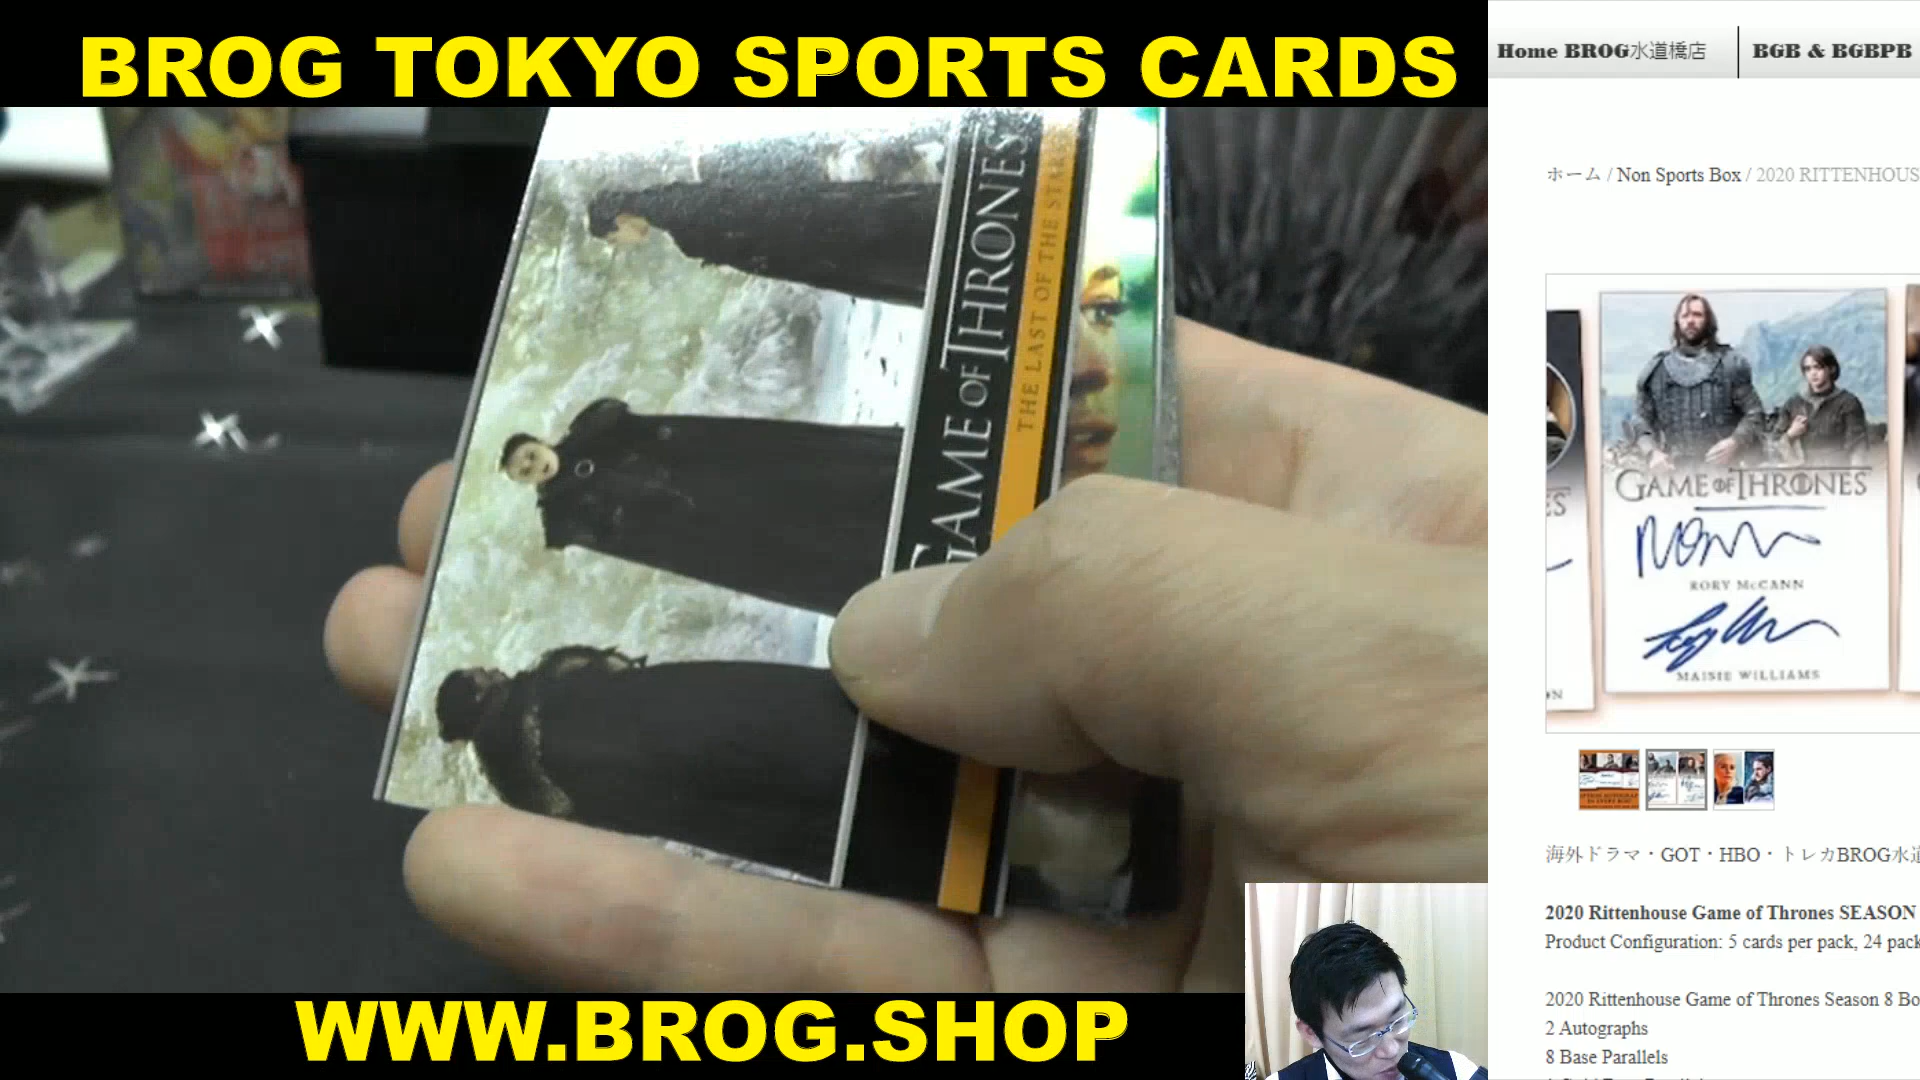 BROG TOKYO SPORTS CARDS
Home BROG水道橋店
BGB & BGBPB
ホーム / Non Sports Box / 2020 RITTENHOUS
GAME OF THRONES
THE LAST OF THE STAR
GAME OF THRONES
RORY McCANN
MAISIE WILLIAMS
海外ドラマ・GOT・HBO・トレカBROG水道
2020 Rittenhouse Game of Thrones SEASON
Product Configuration: 5 cards per pack, 24 pack
2020 Rittenhouse Game of Thrones Season 8 Bo
2 Autographs
8 Base Parallels
WWW.BROG.SHOP